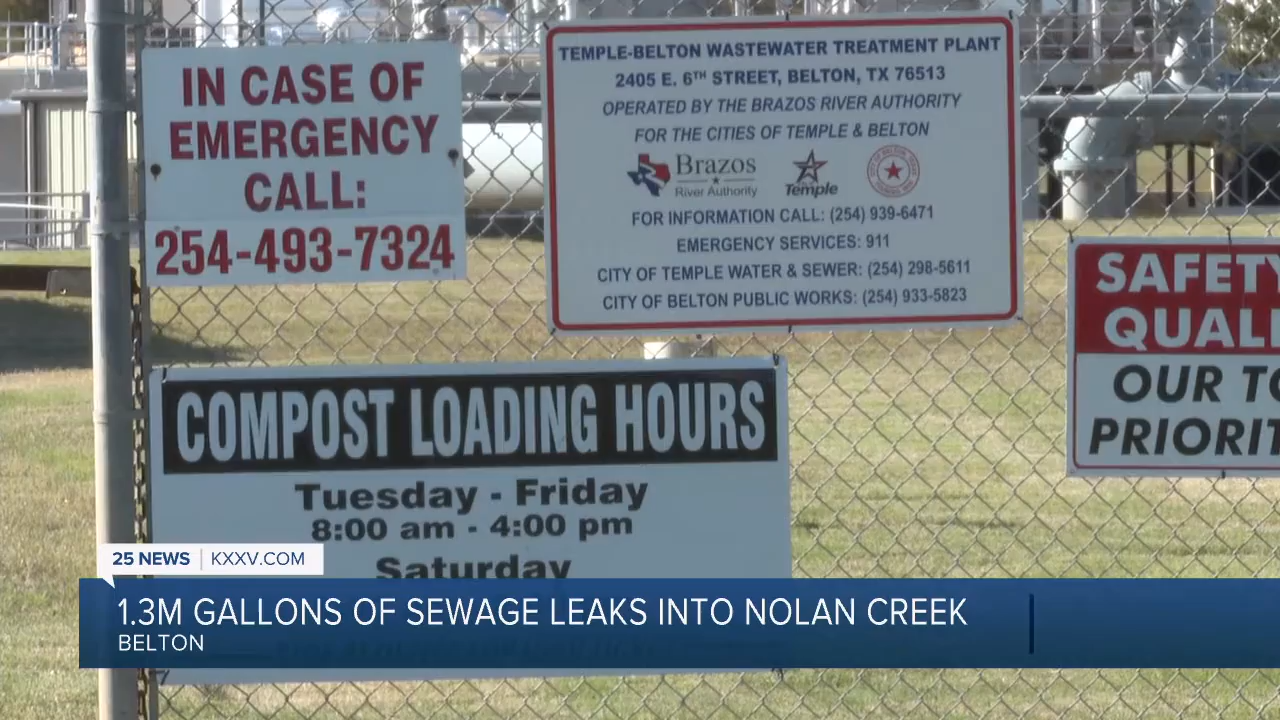 IN CASE OF
EMERGENCY
CALL:
254-493-7324
TEMPLE-BELTON WASTEWATER TREATMENT PLANT
2405 E. 6TH STREET, BELTON, TX 76513
OPERATED BY THE BRAZOS RIVER AUTHORITY
FOR THE CITIES OF TEMPLE & BELTON
Brazos
River Authority
Temple
FOR INFORMATION CALL: (254) 939-6471
EMERGENCY SERVICES: 911
CITY OF TEMPLE WATER & SEWER: (254) 298-5611
CITY OF BELTON PUBLIC WORKS: (254) 933-5823
SAFETY
QUALI
OUR TO
PRIORIT
COMPOST LOADING HOURS
Tuesday - Friday
8:00 am - 4:00 pm
Saturday
25 NEWS | KXXV.COM
1.3M GALLONS OF SEWAGE LEAKS INTO NOLAN CREEK
BELTON